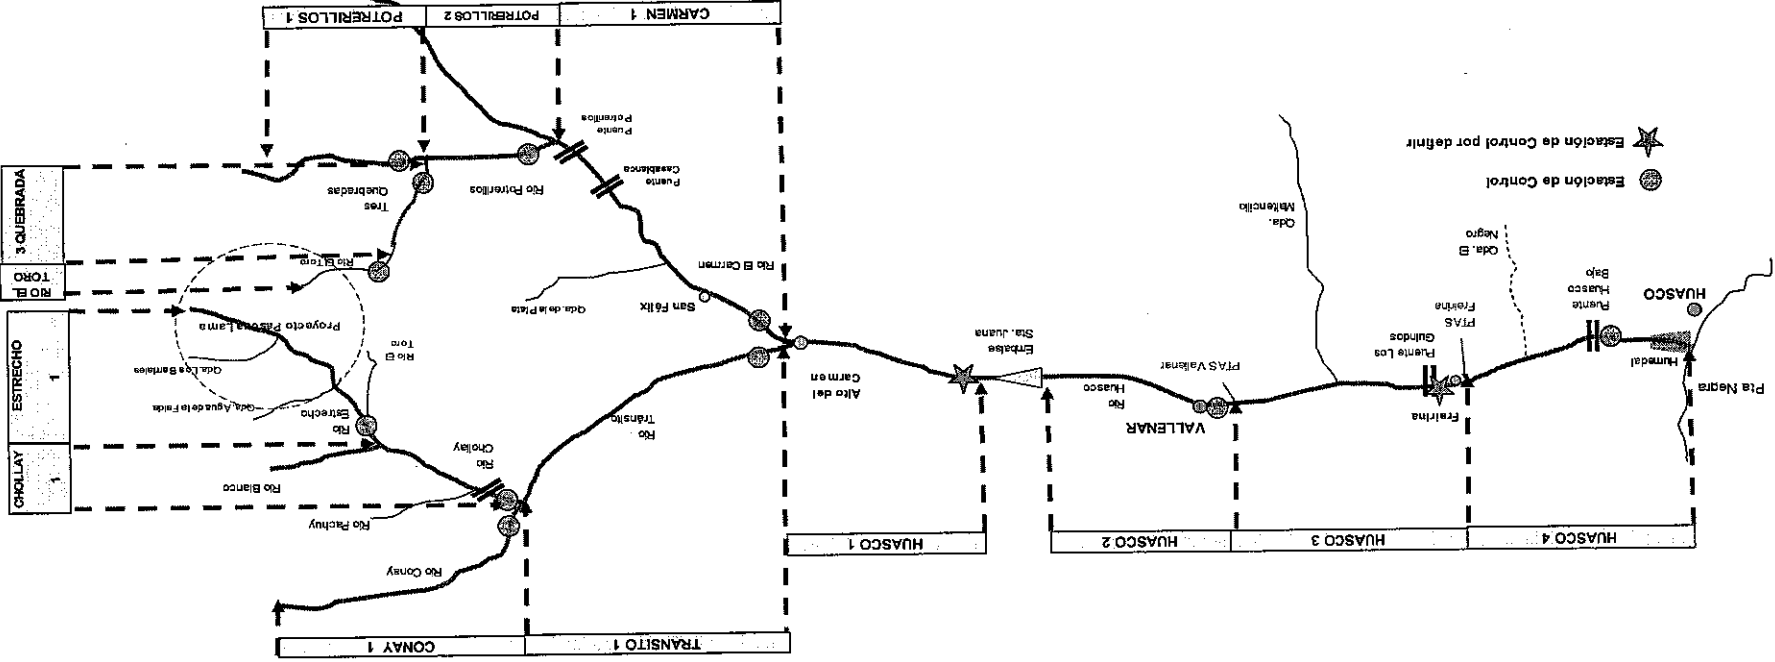 HUASCO 4
HUASCO 3
HUASCO 2
HUASCO 1
TRANSITO 1
CONAY 1
CARMEN 1
POTRERILLOS 2
POTRERILLOS 1
CHOLLAY
1
ESTRECHO
1
RIO EL
TORO
3 QUEBRADA
Pta Negra
Humedal
HUASCO
Puente
Huasco
Bajo
Qda. El
Negro
PTAS
Freirina
Freirina
Puente Los
Guindos
Qda.
Maitencillo
VALLENAR
PTAS Vallenar
Rio
Huasco
Embalse
Sta. Juana
Alto del
Carmen
Río
Tránsito
Río Conay
Río Pachuy
Río
Chollay
Río Blanco
Río
Estrecho
Río El
Toro
Qda. Agua de la Falda
Qda. Los Barriales
Proyecto Pascua Lama
Río El Toro
Tres
Quebradas
Río Potrerillos
Puente
Potrerillos
Puente
Casablanca
Río El Carmen
San Félix
Qda. de la Plata
Estación de Control
Estación de Control por definir